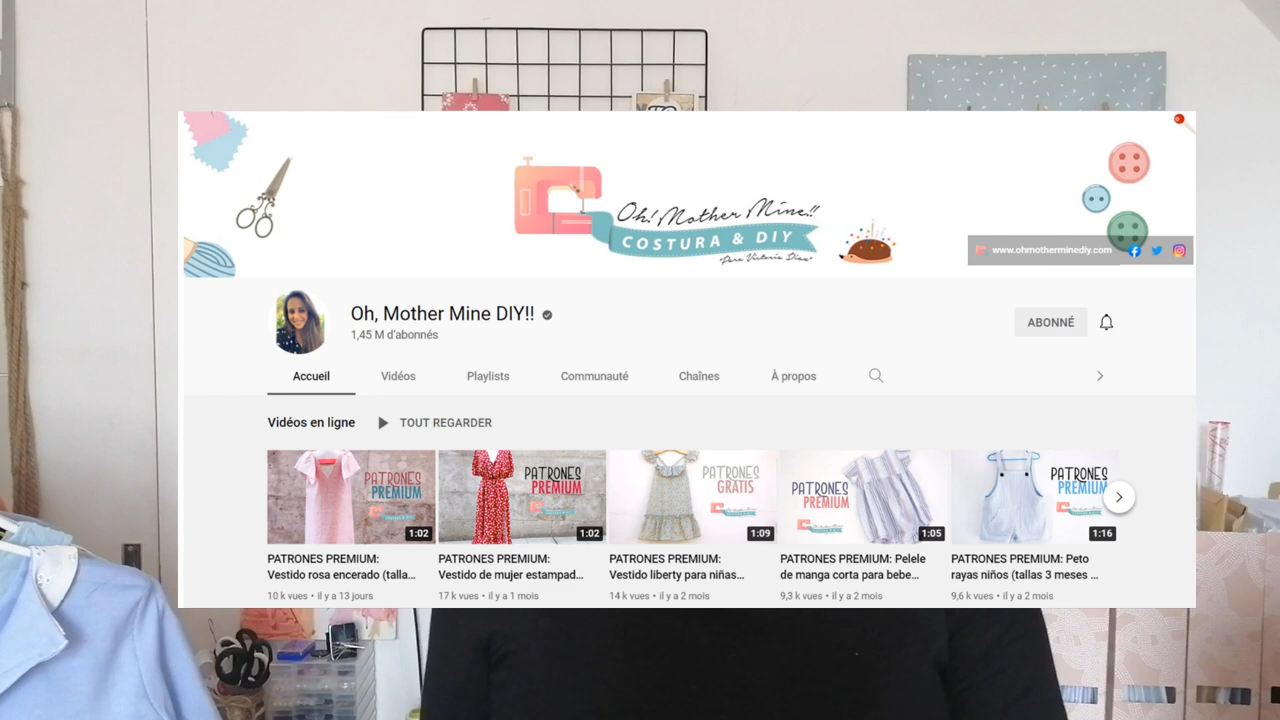 Oh! Mother Mine!!
COSTURA & DIY
"Para Victoria Díaz"
www.ohmotherminediy.com
Oh, Mother Mine DIY!!
1,45 M d'abonnés
ABONNÉ
Accueil Vidéos Playlists Communauté Chaînes À propos
Vidéos en ligne TOUT REGARDER
PATRONES
PREMIUM
1:02
PATRONES
PREMIUM
1:02
PATRONES
GRATIS
1:09
PATRONES
PREMIUM
1:05
PATRONES
PREMIUM
1:16
PATRONES PREMIUM:
Vestido rosa encerado (talla...
10 k vues • il y a 13 jours
PATRONES PREMIUM:
Vestido de mujer estampad...
17 k vues • il y a 1 mois
PATRONES PREMIUM:
Vestido liberty para niñas...
14 k vues • il y a 2 mois
PATRONES PREMIUM: Pelele
de manga corta para bebe...
9,3 k vues • il y a 2 mois
PATRONES PREMIUM: Peto
rayas niños (tallas 3 meses ...
9,6 k vues • il y a 2 mois